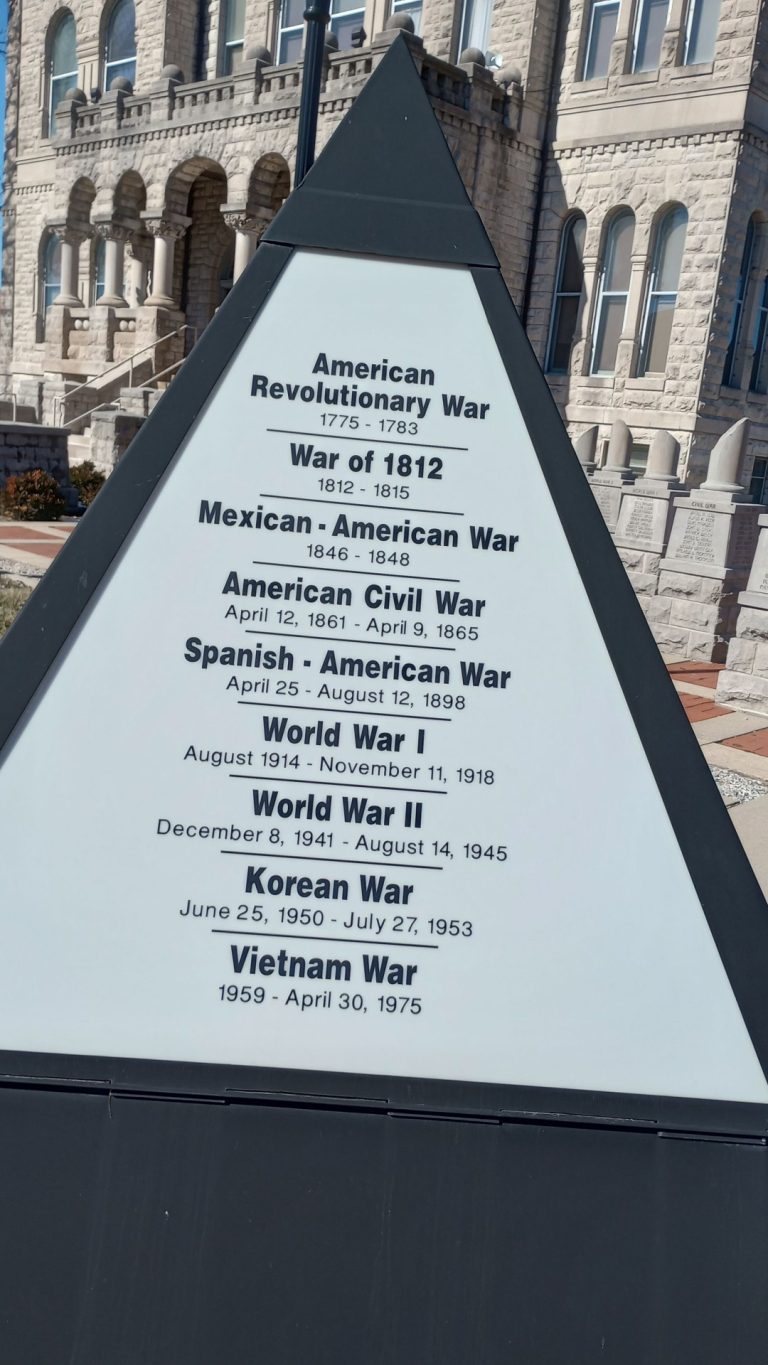 American
Revolutionary War
1775 - 1783
War of 1812
1812 - 1815
Mexican - American War
1846 - 1848
American Civil War
April 12, 1861 - April 9, 1865
Spanish - American War
April 25 - August 12, 1898
World War I
August 1914 - November 11, 1918
World War II
December 8, 1941 - August 14, 1945
Korean War
June 25, 1950 - July 27, 1953
Vietnam War
1959 - April 30, 1975
CIVIL WAR